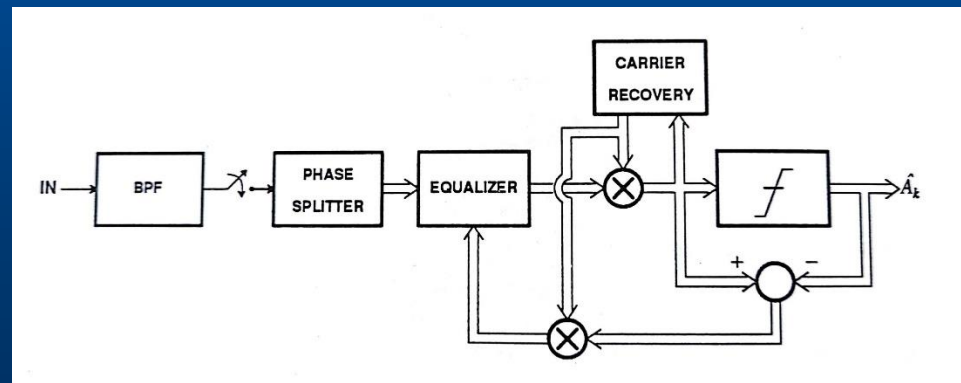 CARRIER
RECOVERY
IN
BPF
PHASE
SPLITTER
EQUALIZER
Â_k
+
−